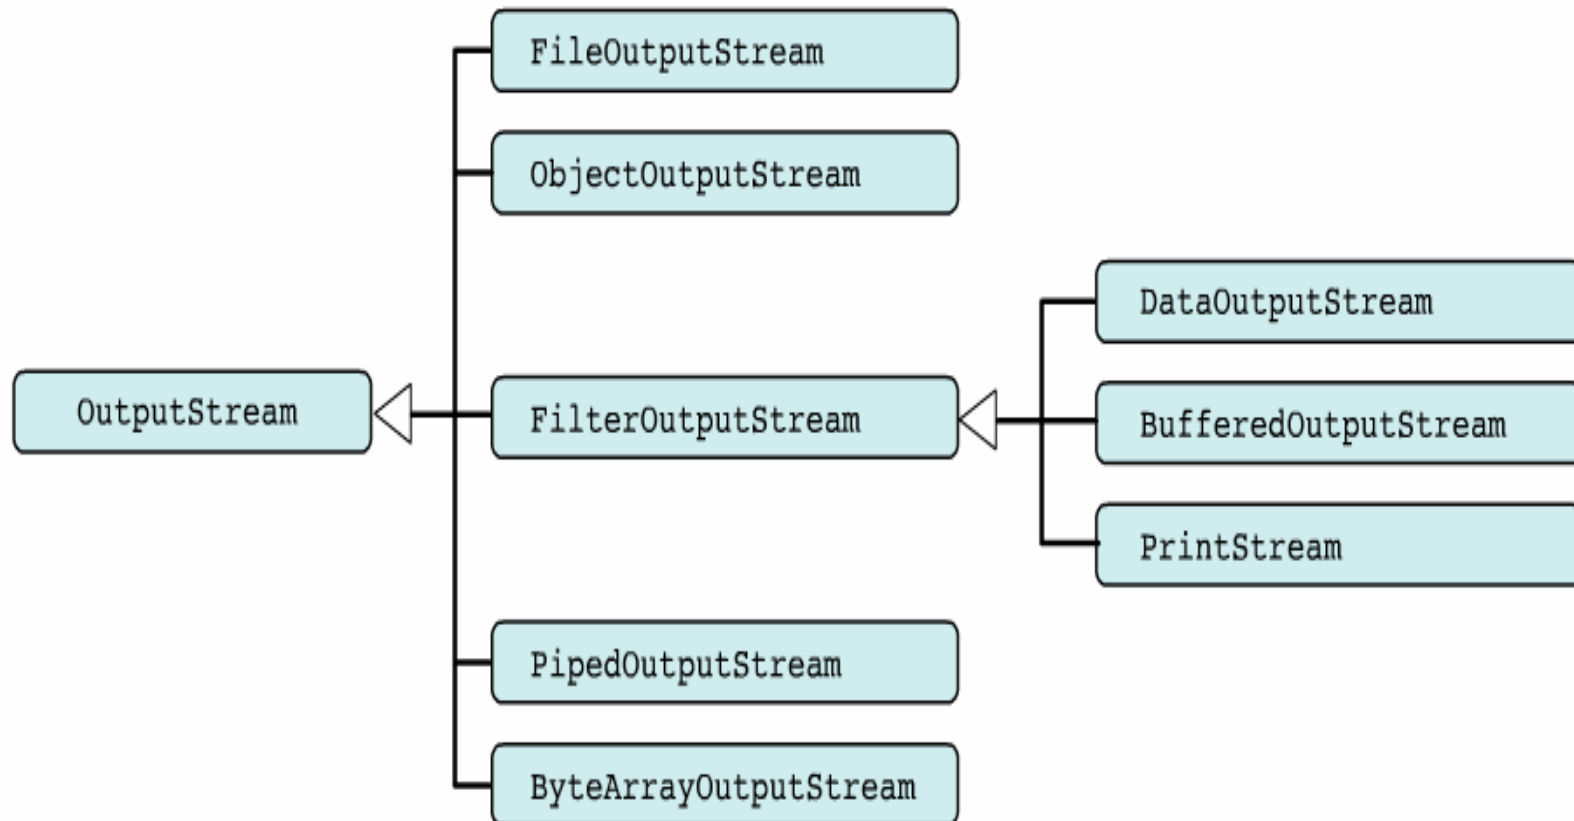 FileOutputStream
ObjectOutputStream
DataOutputStream
OutputStream
FilterOutputStream
BufferedOutputStream
PrintStream
PipedOutputStream
ByteArrayOutputStream